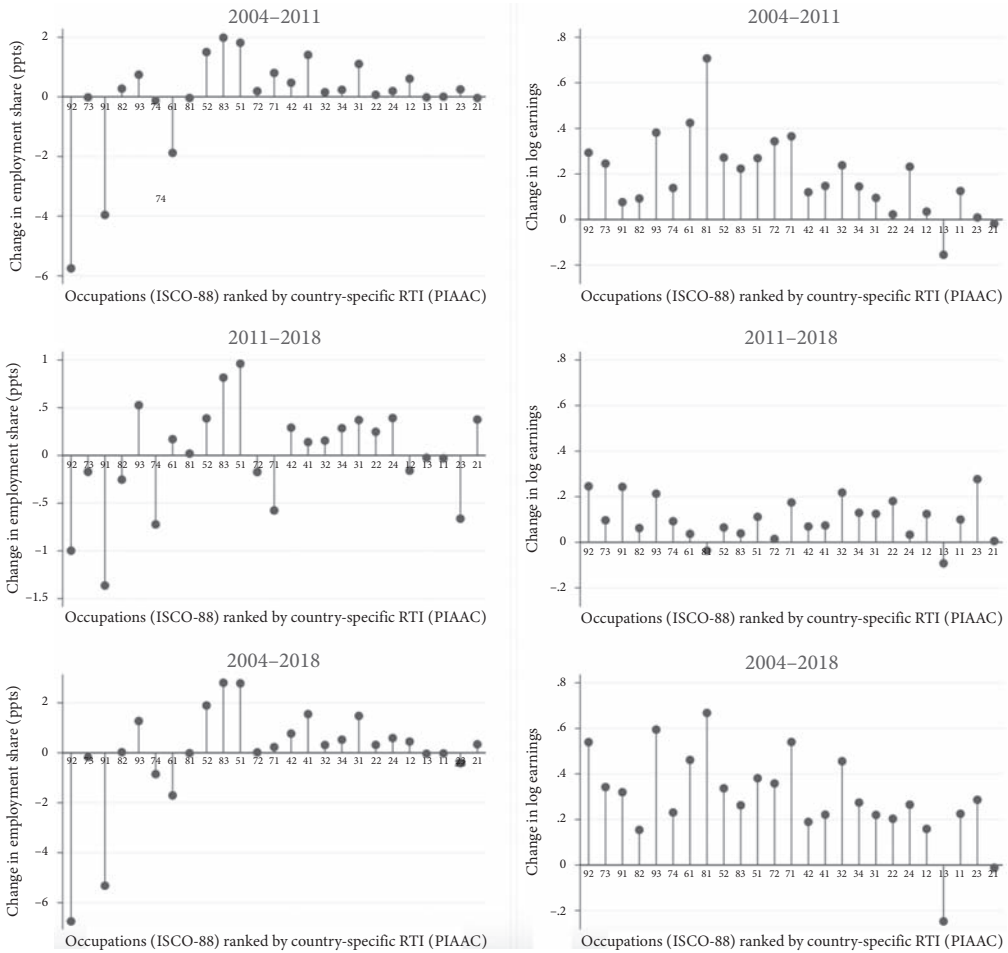 2004–2011
2004–2011
Change in employment share (ppts)
2
0
–2
–4
–6
92 73 91 82 93 74 61 81 52 83 51 72 71 42 41 32 34 31 22 24 12 13 11 23 21
74
Occupations (ISCO-88) ranked by country-specific RTI (PIAAC)
Change in log earnings
.8
.6
.4
.2
0
–.2
92 73 91 82 93 74 61 81 52 83 51 72 71 42 41 32 34 31 22 24 12 13 11 23 21
Occupations (ISCO-88) ranked by country-specific RTI (PIAAC)
2011–2018
2011–2018
Change in employment share (ppts)
1
.5
0
–.5
–1
–1.5
92 73 91 82 93 74 61 81 52 83 51 72 71 42 41 32 34 31 22 24 12 13 11 23 21
Occupations (ISCO-88) ranked by country-specific RTI (PIAAC)
Change in log earnings
.8
.6
.4
.2
0
–.2
92 73 91 82 93 74 61 81 52 83 51 72 71 42 41 32 34 31 22 24 12 13 11 23 21
Occupations (ISCO-88) ranked by country-specific RTI (PIAAC)
2004–2018
2004–2018
Change in employment share (ppts)
2
0
–2
–4
–6
92 73 91 82 93 74 61 81 52 83 51 72 71 42 41 32 34 31 22 24 12 13 11 23 21
Occupations (ISCO-88) ranked by country-specific RTI (PIAAC)
Change in log earnings
.8
.6
.4
.2
0
–.2
92 73 91 82 93 74 61 81 52 83 51 72 71 42 41 32 34 31 22 24 12 13 11 23 21
Occupations (ISCO-88) ranked by country-specific RTI (PIAAC)